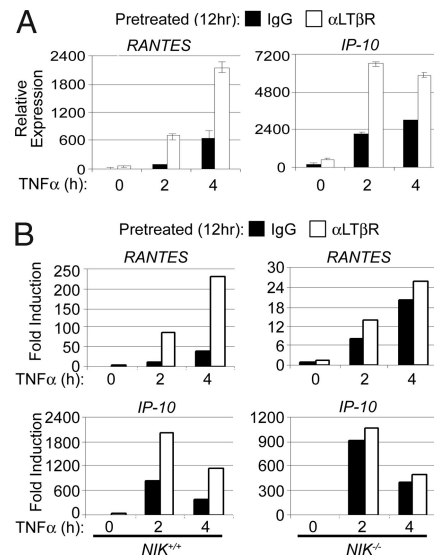 A
Pretreated (12hr): IgG αLTβR
RANTES IP-10
Relative Expression
2400 1800 1200 600 0
7200 4800 2400 0
TNFα (h): 0 2 4 0 2 4
B
Pretreated (12hr): IgG αLTβR
RANTES RANTES
Fold Induction
250 200 150 100 50 0
30 24 18 12 6 0
TNFα (h): 0 2 4 0 2 4
IP-10 IP-10
Fold Induction
2400 1800 1200 600 0
1200 900 600 300 0
TNFα (h): 0 2 4 0 2 4
NIK+/+ NIK-/-